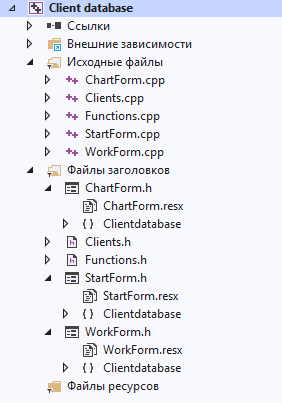 Client database
Ссылки
Внешние зависимости
Исходные файлы
ChartForm.cpp
Clients.cpp
Functions.cpp
StartForm.cpp
WorkForm.cpp
Файлы заголовков
ChartForm.h
ChartForm.resx
{ } Clientdatabase
Clients.h
Functions.h
StartForm.h
StartForm.resx
{ } Clientdatabase
WorkForm.h
WorkForm.resx
{ } Clientdatabase
Файлы ресурсов